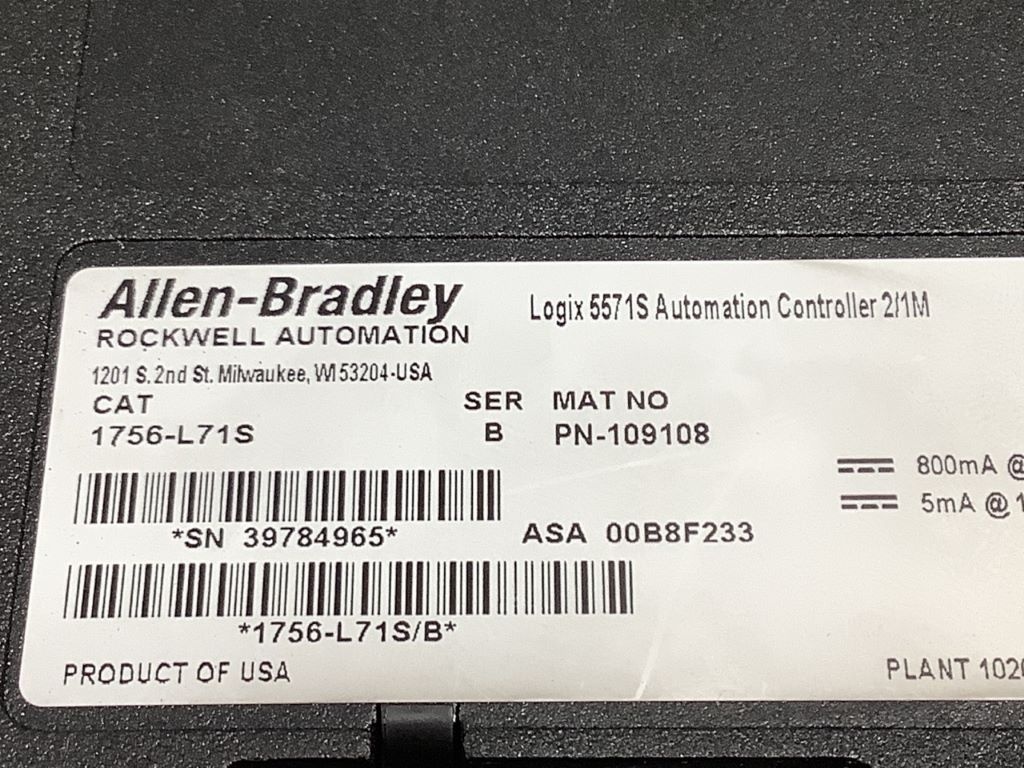 Allen-Bradley
ROCKWELL AUTOMATION
Logix 5571S Automation Controller 2/1M
1201 S. 2nd St. Milwaukee, WI 53204-USA
CAT SER MAT NO
1756-L71S B PN-109108
800mA @
5mA @ 1
*SN 39784965* ASA 00B8F233
*1756-L71S/B*
PRODUCT OF USA
PLANT